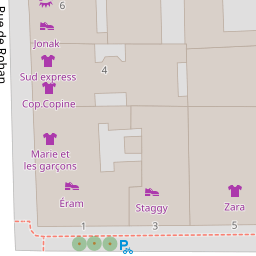 6
Rue de Rohan
Jonak
4
Sud express
Cop.Copine
Marie et
les garçons
Éram
Staggy
Zara
1
3
5
P